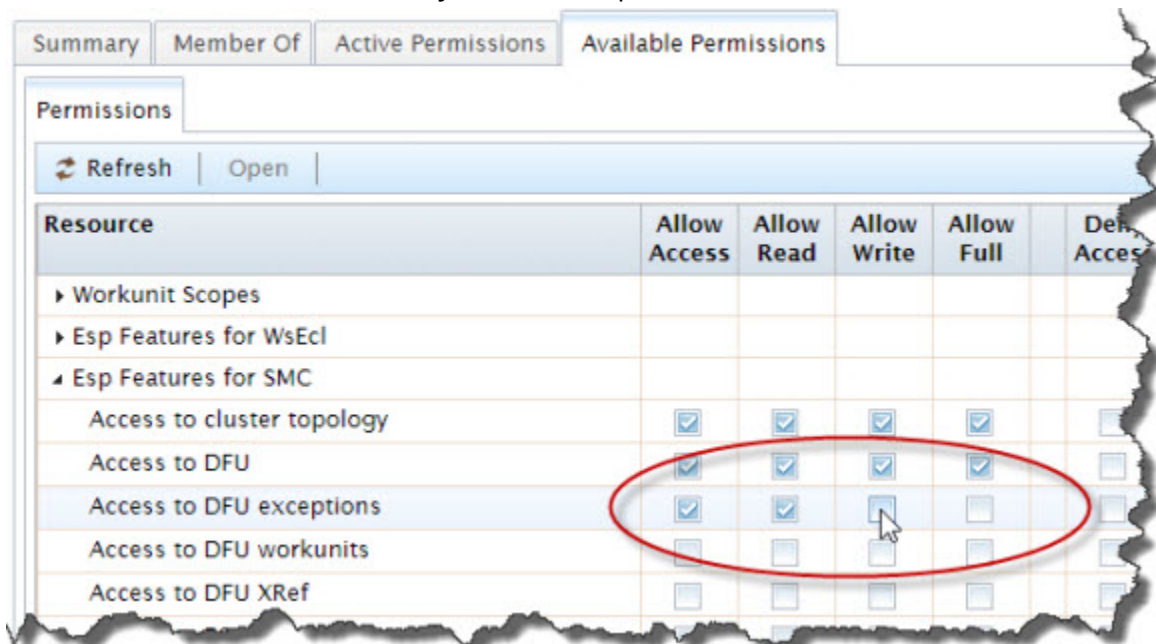 Summary Member Of Active Permissions Available Permissions
Permissions
Refresh Open
Resource Allow Access Allow Read Allow Write Allow Full
Workunit Scopes
Esp Features for WsEcl
Esp Features for SMC
Access to cluster topology
Access to DFU
Access to DFU exceptions
Access to DFU workunits
Access to DFU XRef